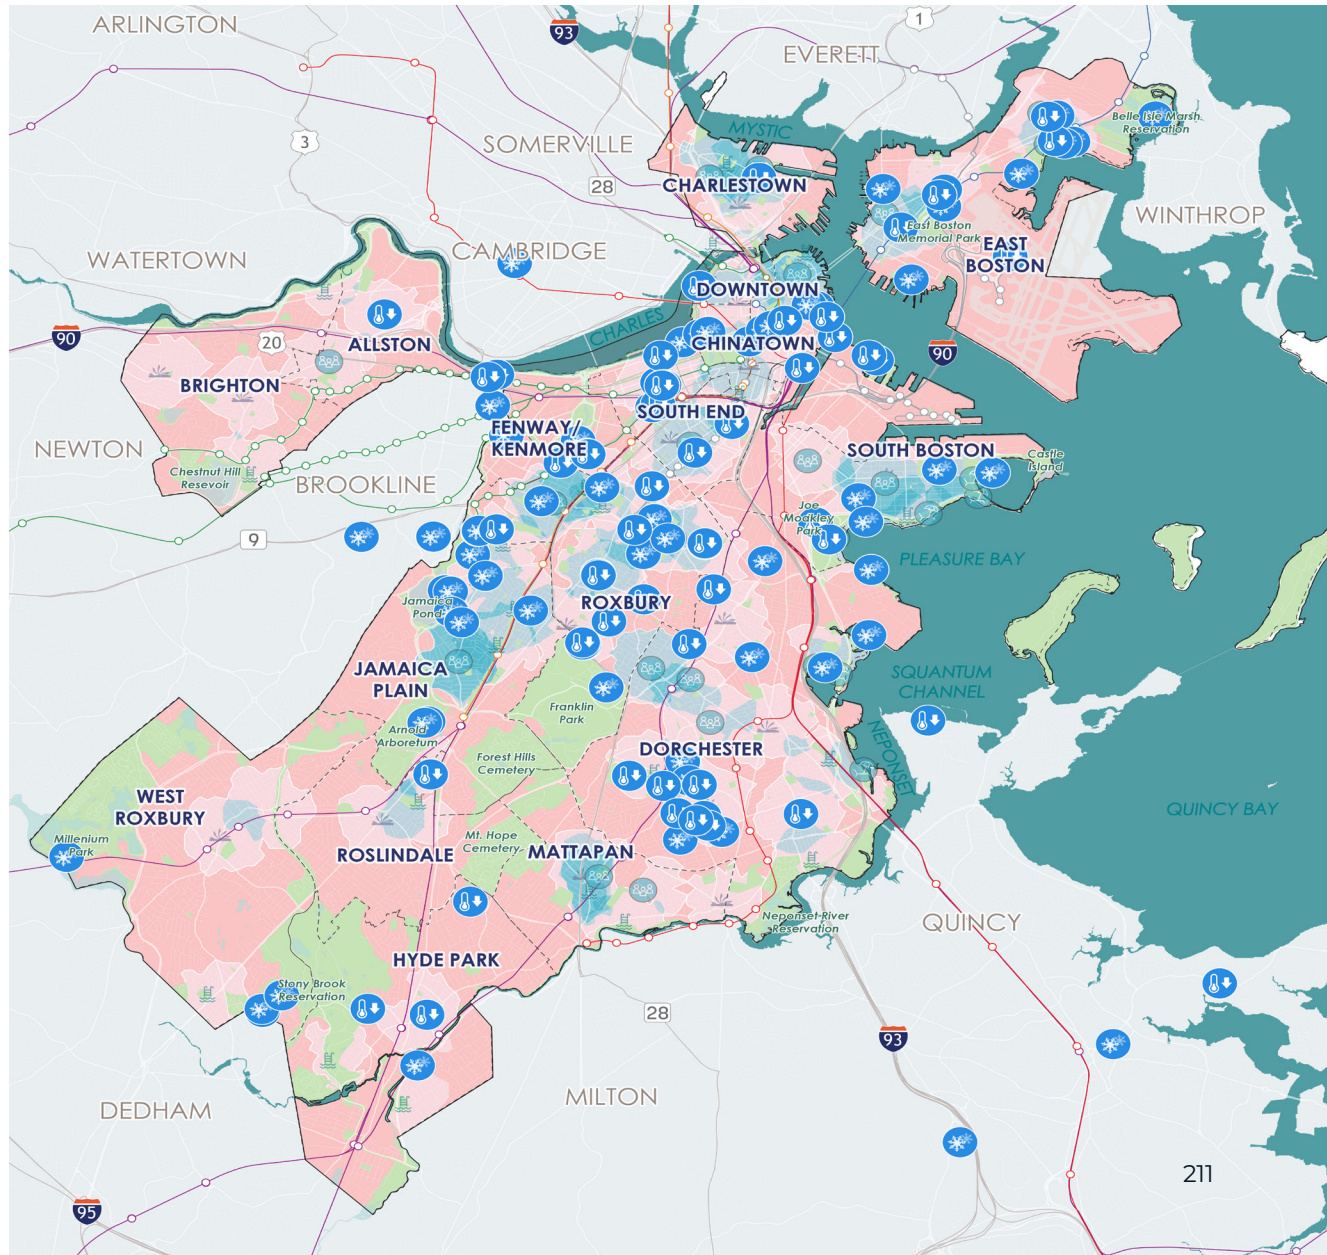 ARLINGTON
93
1
EVERETT
SOMERVILLE
3
28
MYSTIC
Belle Isle Marsh
Reservation
CHARLESTOWN
WINTHROP
CAMBRIDGE
WATERTOWN
East Boston
Memorial Park
EAST
BOSTON
DOWNTOWN
CHARLES
90
20
ALLSTON
CHINATOWN
90
BRIGHTON
SOUTH END
FENWAY/
KENMORE
NEWTON
SOUTH BOSTON
Castle
Island
Chestnut Hill
Resevoir
BROOKLINE
9
Joe
Moakley
Park
PLEASURE BAY
Jamaica
Pond
ROXBURY
JAMAICA
PLAIN
SQUANTUM
CHANNEL
Franklin
Park
Arnold
Arboretum
DORCHESTER
NEPONSET
Forest Hills
Cemetery
WEST
ROXBURY
QUINCY BAY
Millenium
Park
Mt. Hope
Cemetery
ROSLINDALE
MATTAPAN
Neponset River
Reservation
QUINCY
HYDE PARK
Stony Brook
Reservation
28
93
DEDHAM
MILTON
211
95